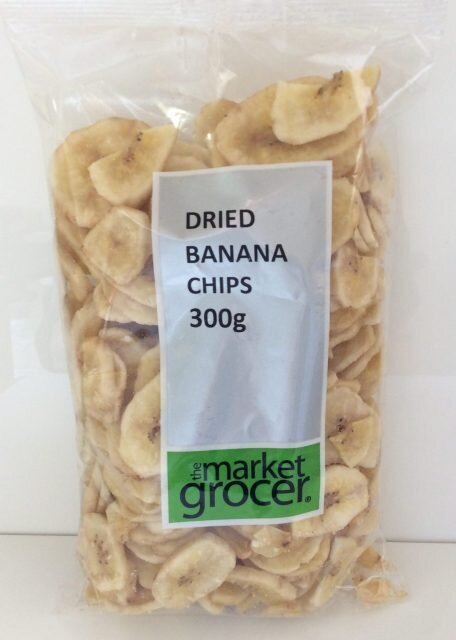 DRIED
BANANA
CHIPS
300g
the market
grocer®